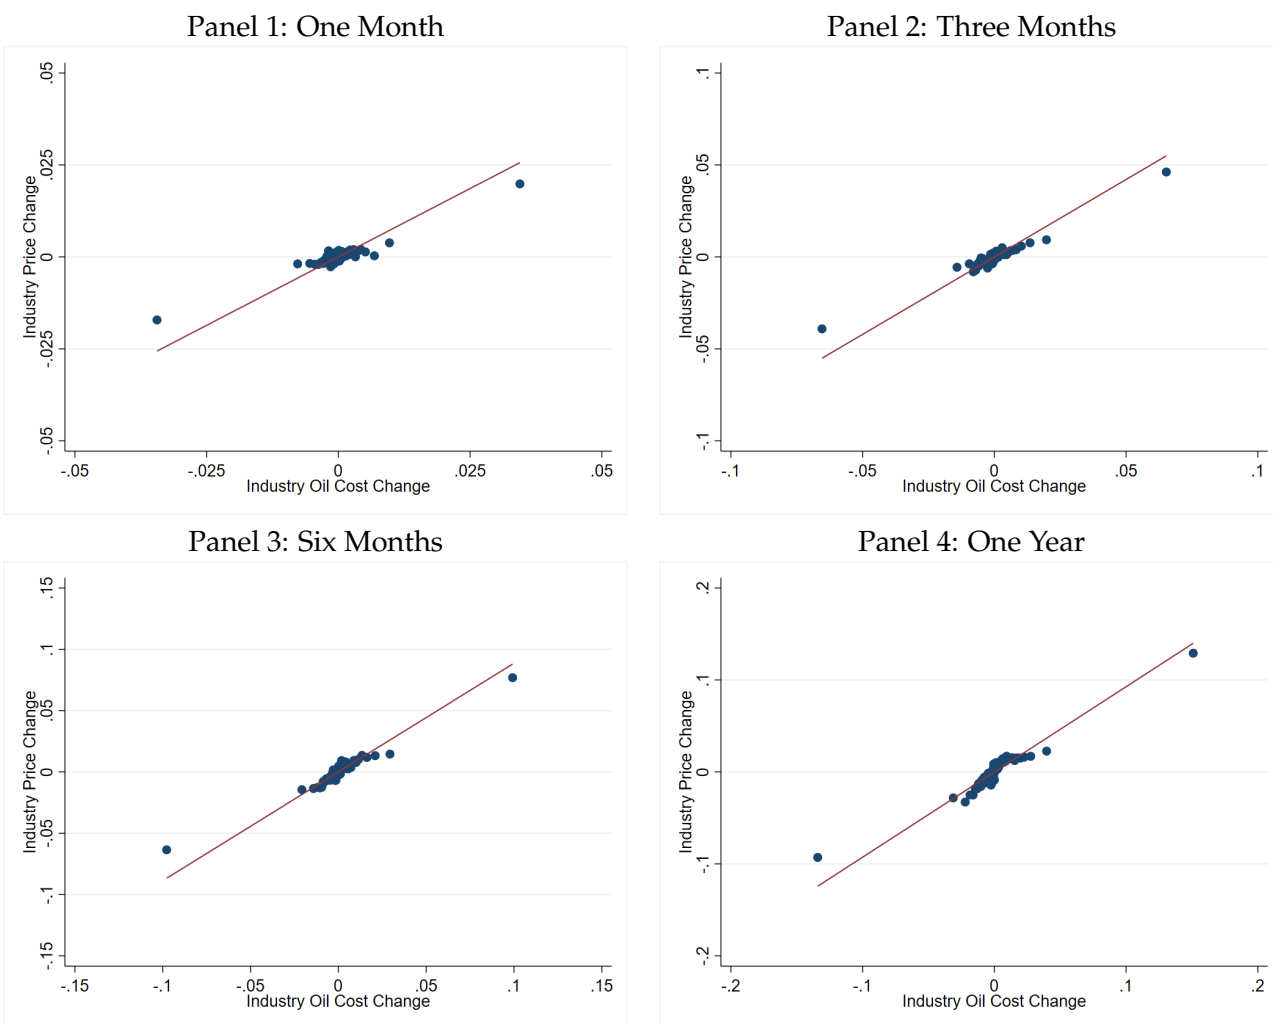 Panel 1: One Month
Industry Price Change
.05
.025
0
-.025
-.05
-.05 -.025 0 .025 .05
Industry Oil Cost Change
Panel 2: Three Months
Industry Price Change
.1
.05
0
-.05
-.1
-.1 -.05 0 .05 .1
Industry Oil Cost Change
Panel 3: Six Months
Industry Price Change
.15
.1
.05
0
-.05
-.1
-.15
-.15 -.1 -.05 0 .05 .1 .15
Industry Oil Cost Change
Panel 4: One Year
Industry Price Change
.2
.1
0
-.1
-.2
-.2 -.1 0 .1 .2
Industry Oil Cost Change